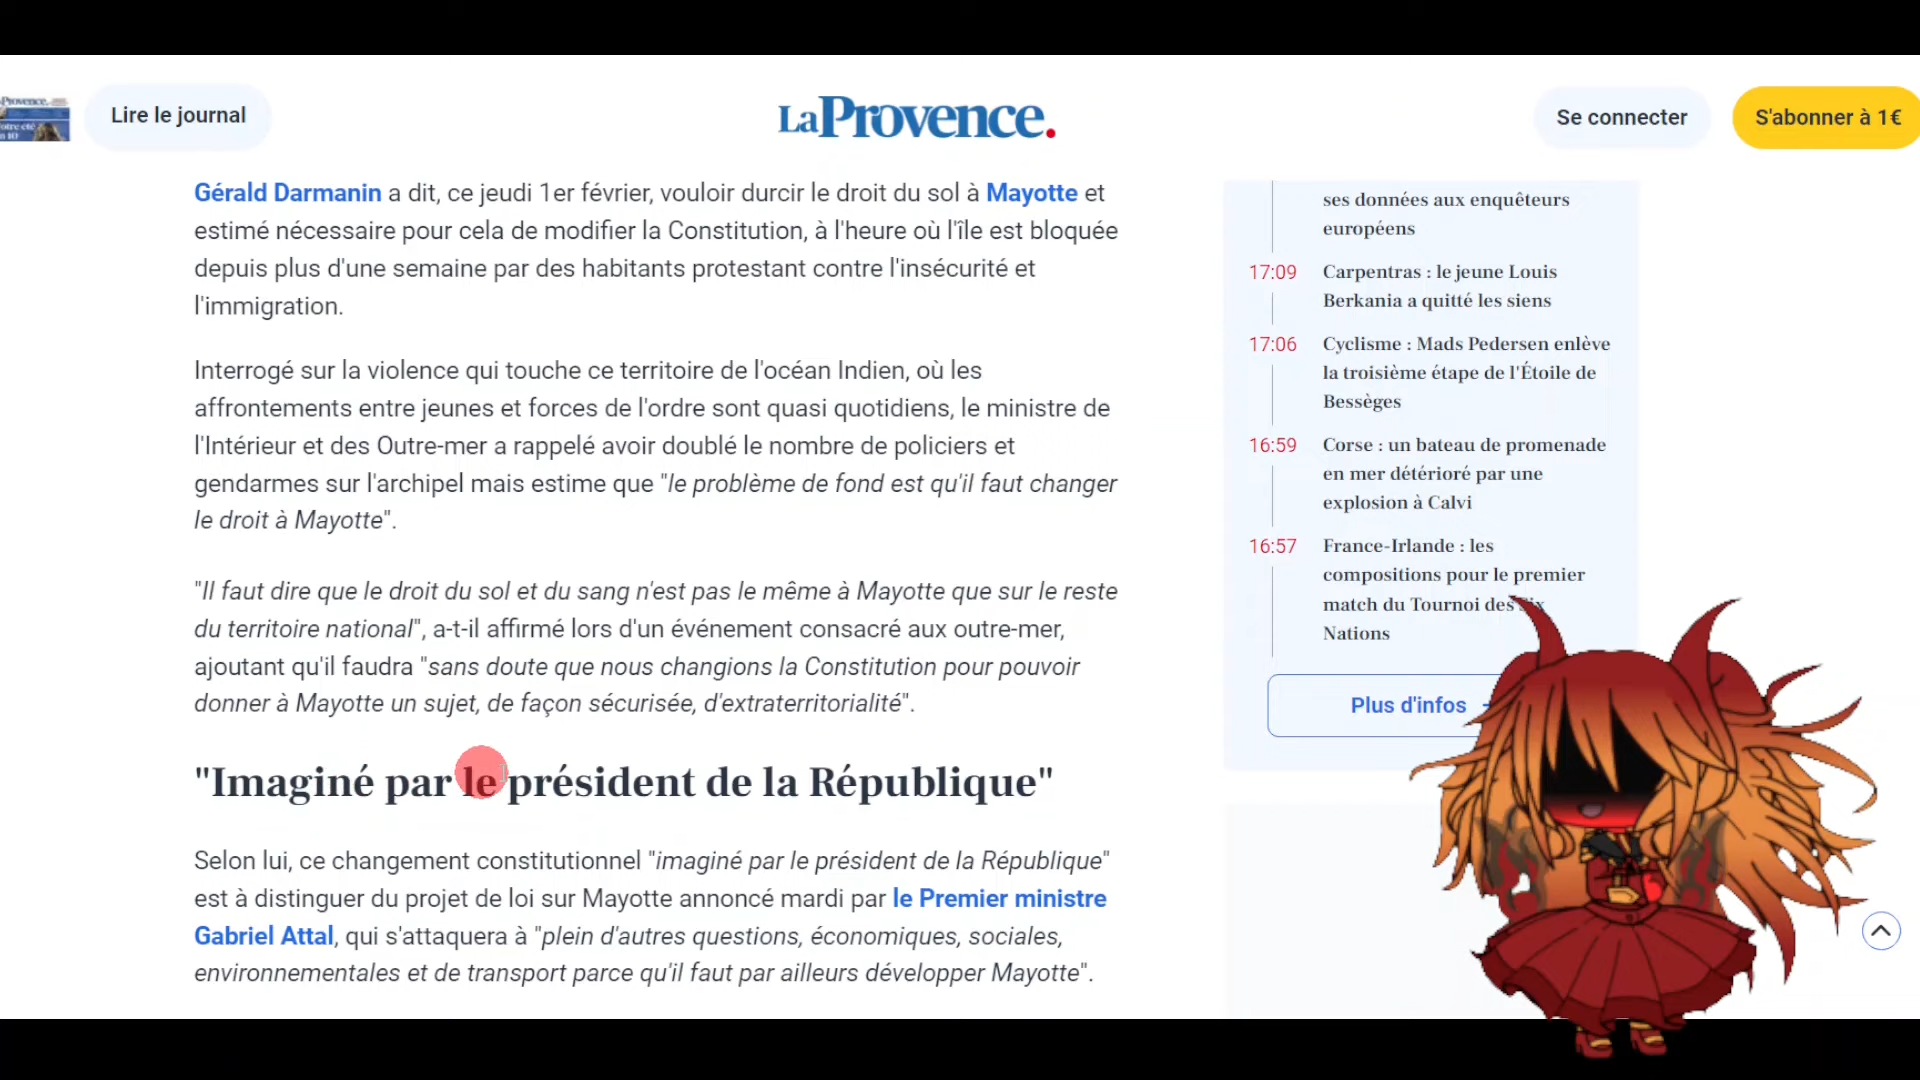 Provence.
Lire le journal
LaProvence.
Se connecter
S'abonner à 1€
Gérald Darmanin a dit, ce jeudi 1er février, vouloir durcir le droit du sol à Mayotte et
estimé nécessaire pour cela de modifier la Constitution, à l'heure où l'île est bloquée
depuis plus d'une semaine par des habitants protestant contre l'insécurité et
l'immigration.
Interrogé sur la violence qui touche ce territoire de l'océan Indien, où les
affrontements entre jeunes et forces de l'ordre sont quasi quotidiens, le ministre de
l'Intérieur et des Outre-mer a rappelé avoir doublé le nombre de policiers et
gendarmes sur l'archipel mais estime que "le problème de fond est qu'il faut changer
le droit à Mayotte".
"Il faut dire que le droit du sol et du sang n'est pas le même à Mayotte que sur le reste
du territoire national", a-t-il affirmé lors d'un événement consacré aux outre-mer,
ajoutant qu'il faudra "sans doute que nous changions la Constitution pour pouvoir
donner à Mayotte un sujet, de façon sécurisée, d'extraterritorialité".
"Imaginé par le président de la République"
Selon lui, ce changement constitutionnel "imaginé par le président de la République"
est à distinguer du projet de loi sur Mayotte annoncé mardi par le Premier ministre
Gabriel Attal, qui s'attaquera à "plein d'autres questions, économiques, sociales,
environnementales et de transport parce qu'il faut par ailleurs développer Mayotte".
ses données aux enquêteurs
européens
17:09 Carpentras : le jeune Louis
Berkania a quitté les siens
17:06 Cyclisme : Mads Pedersen enlève
la troisième étape de l'Étoile de
Bessèges
16:59 Corse : un bateau de promenade
en mer détérioré par une
explosion à Calvi
16:57 France-Irlande : les
compositions pour le premier
match du Tournoi des Six
Nations
Plus d'infos